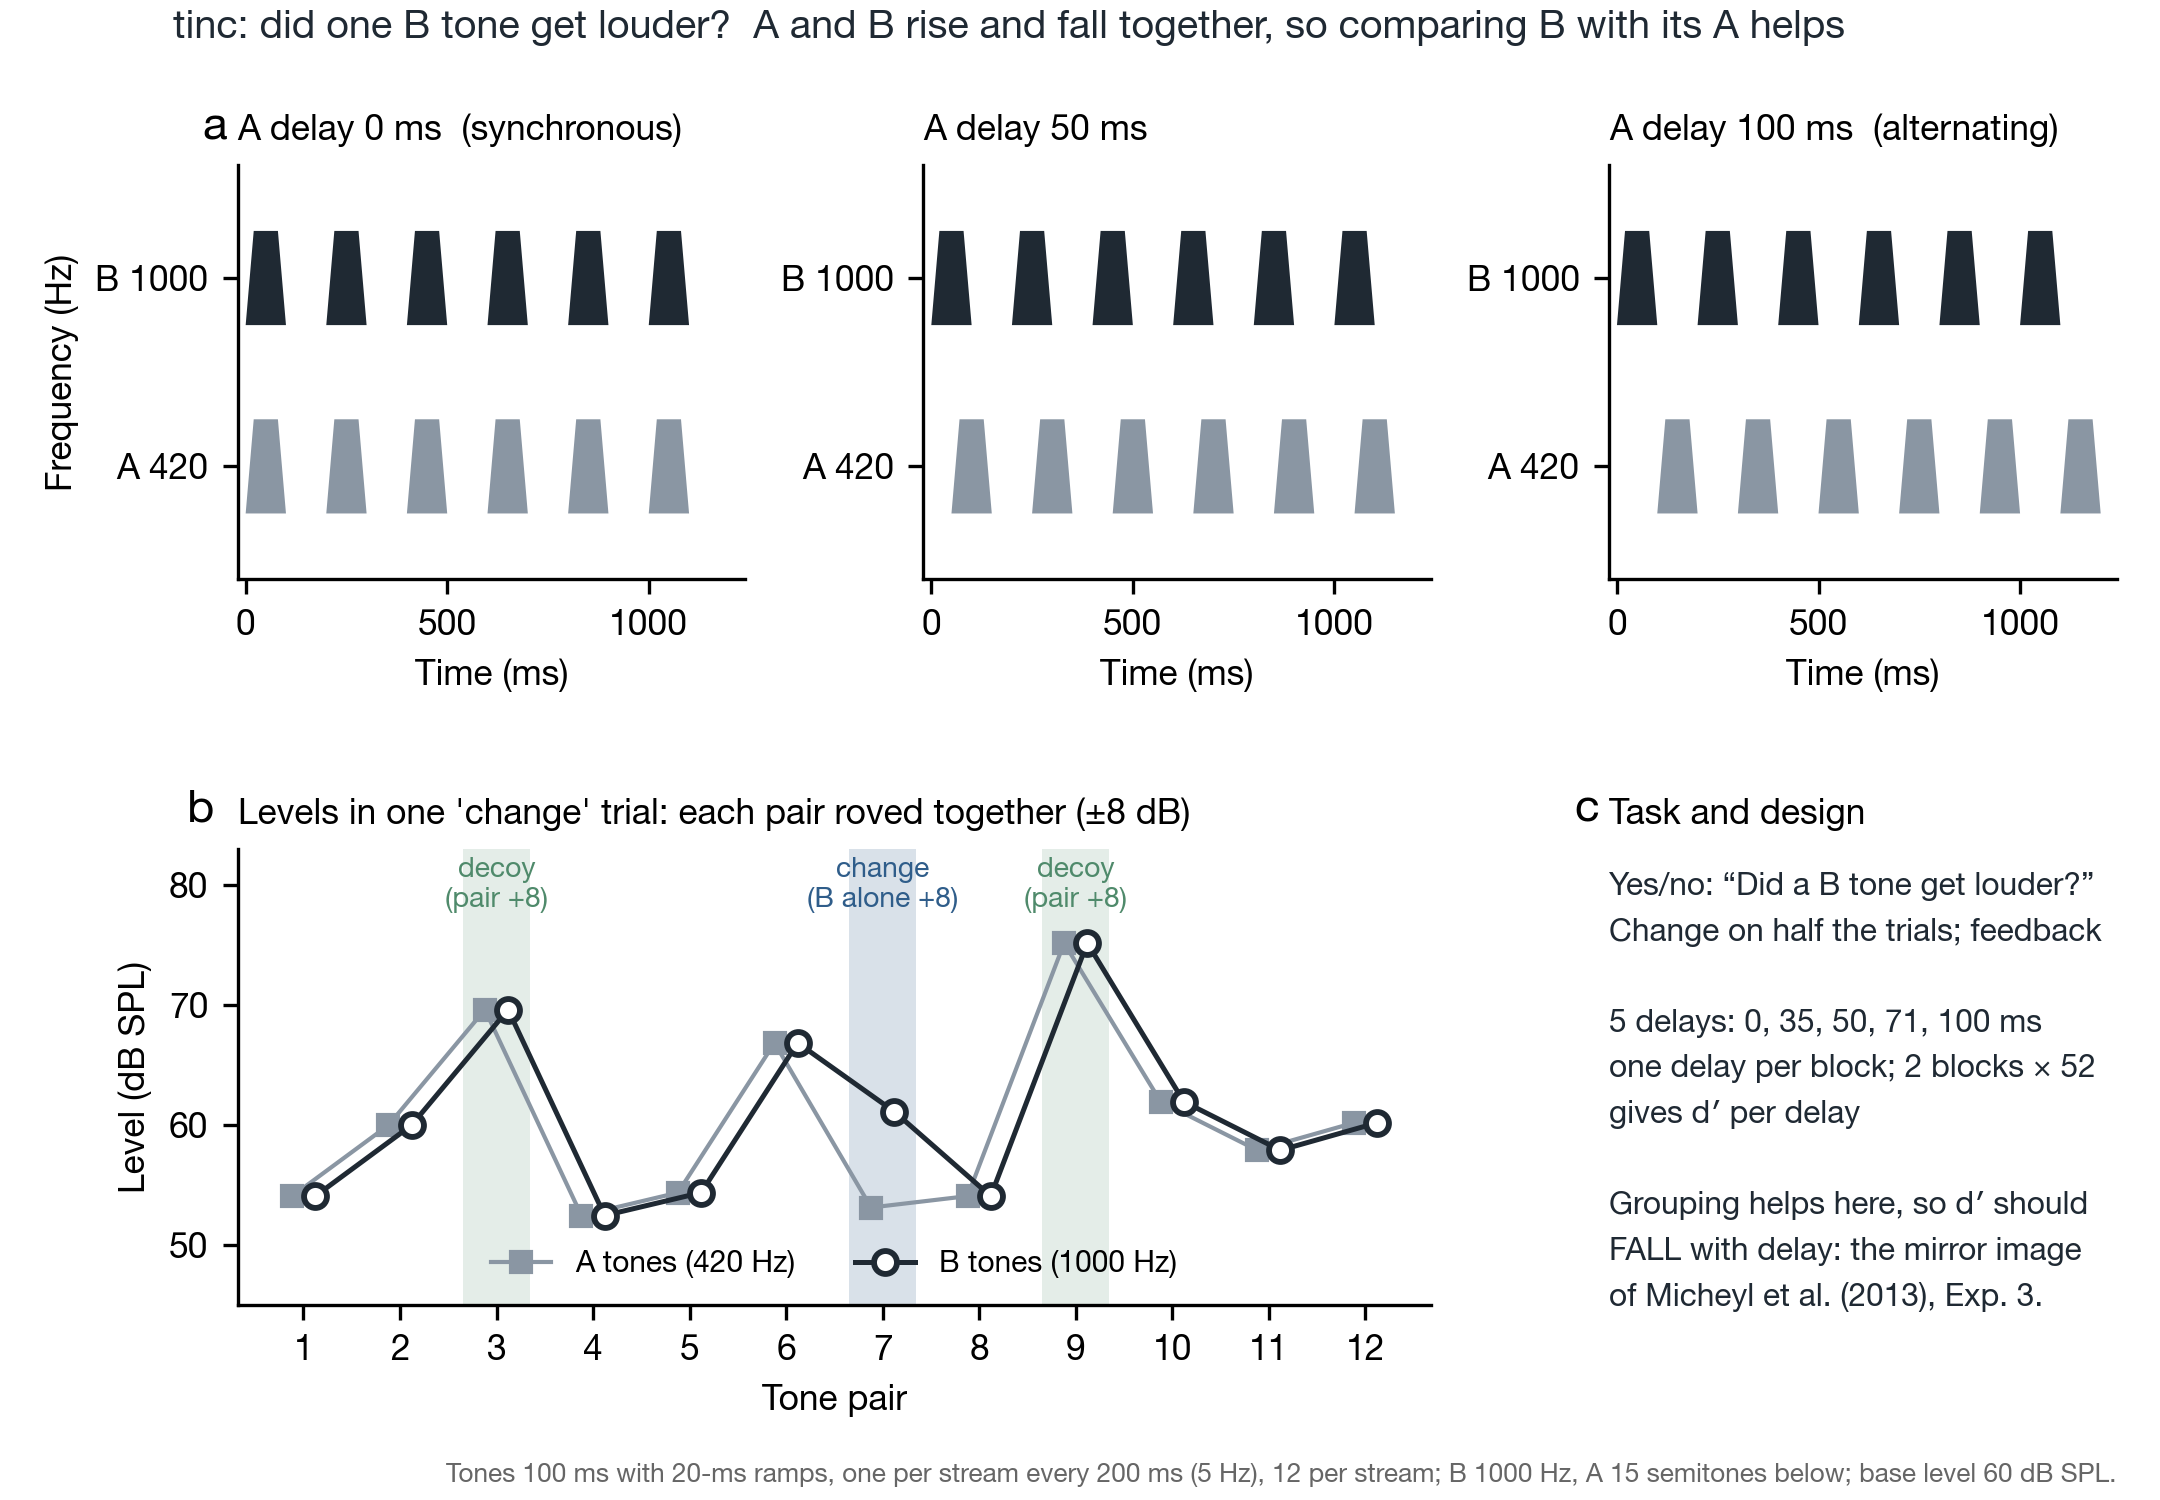 tinc: did one B tone get louder?  A and B rise and fall together, so comparing B with its A helps
a A delay 0 ms  (synchronous)
A delay 50 ms
A delay 100 ms  (alternating)
Frequency (Hz)
B 1000
A 420
0 500 1000
Time (ms)
B 1000
A 420
0 500 1000
Time (ms)
B 1000
A 420
0 500 1000
Time (ms)
b Levels in one 'change' trial: each pair roved together (±8 dB)
Level (dB SPL)
80
70
60
50
decoy
(pair +8)
change
(B alone +8)
decoy
(pair +8)
A tones (420 Hz)
B tones (1000 Hz)
1 2 3 4 5 6 7 8 9 10 11 12
Tone pair
c Task and design
Yes/no: “Did a B tone get louder?”
Change on half the trials; feedback
5 delays: 0, 35, 50, 71, 100 ms
one delay per block; 2 blocks × 52
gives d′ per delay
Grouping helps here, so d′ should
FALL with delay: the mirror image
of Micheyl et al. (2013), Exp. 3.
Tones 100 ms with 20-ms ramps, one per stream every 200 ms (5 Hz), 12 per stream; B 1000 Hz, A 15 semitones below; base level 60 dB SPL.